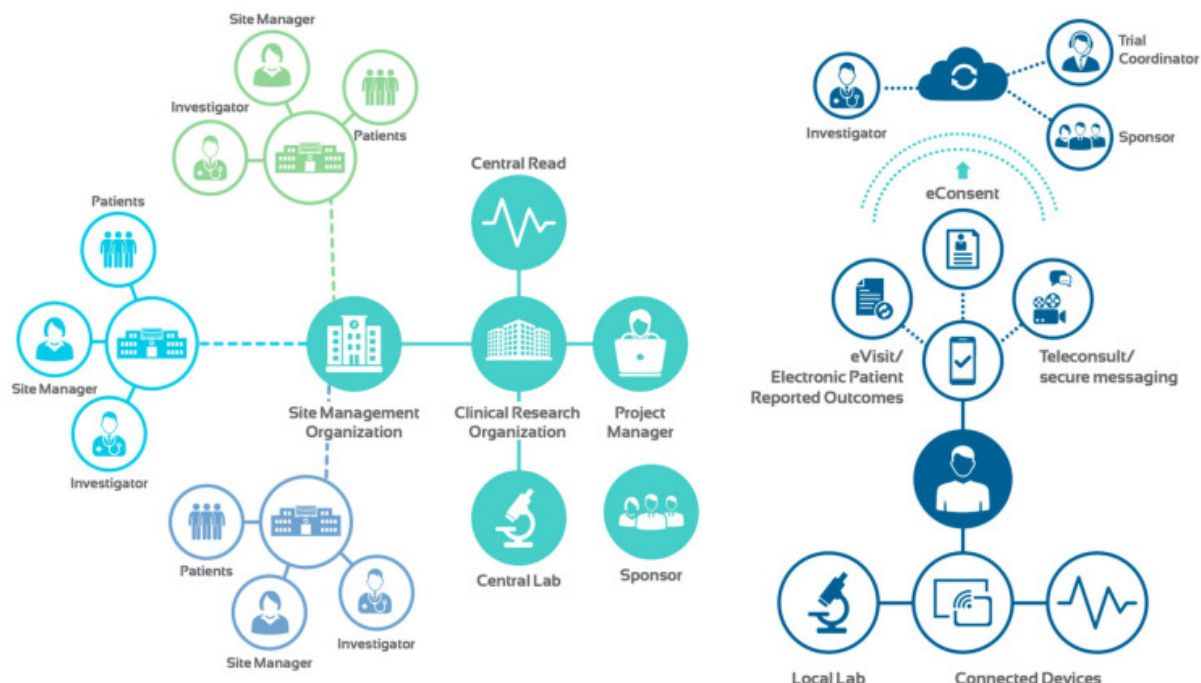 Site Manager
Investigator
Patients
Central Read
Patients
Site Manager
Investigator
Site Management
Organization
Clinical Research
Organization
Project
Manager
Patients
Site Manager
Investigator
Central Lab
Sponsor
Trial
Coordinator
Investigator
Sponsor
eConsent
eVisit/
Electronic Patient
Reported Outcomes
Teleconsult/
secure messaging
Local Lab
Connected Devices